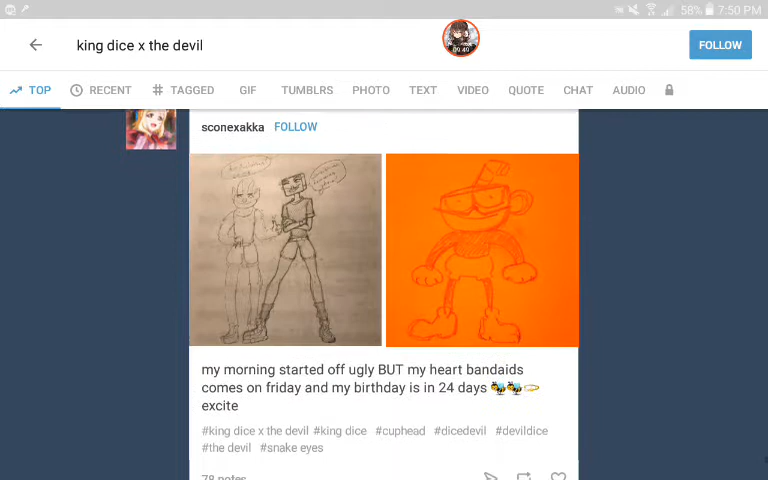 58% 7:50 PM
king dice x the devil
09:49
FOLLOW
TOP RECENT TAGGED GIF TUMBLRS PHOTO TEXT VIDEO QUOTE CHAT AUDIO
sconexakka FOLLOW
my morning started off ugly BUT my heart bandaids
comes on friday and my birthday is in 24 days 🐝🐝
excite
#king dice x the devil #king dice #cuphead #dicedevil #devildice
#the devil #snake eyes
78 notes